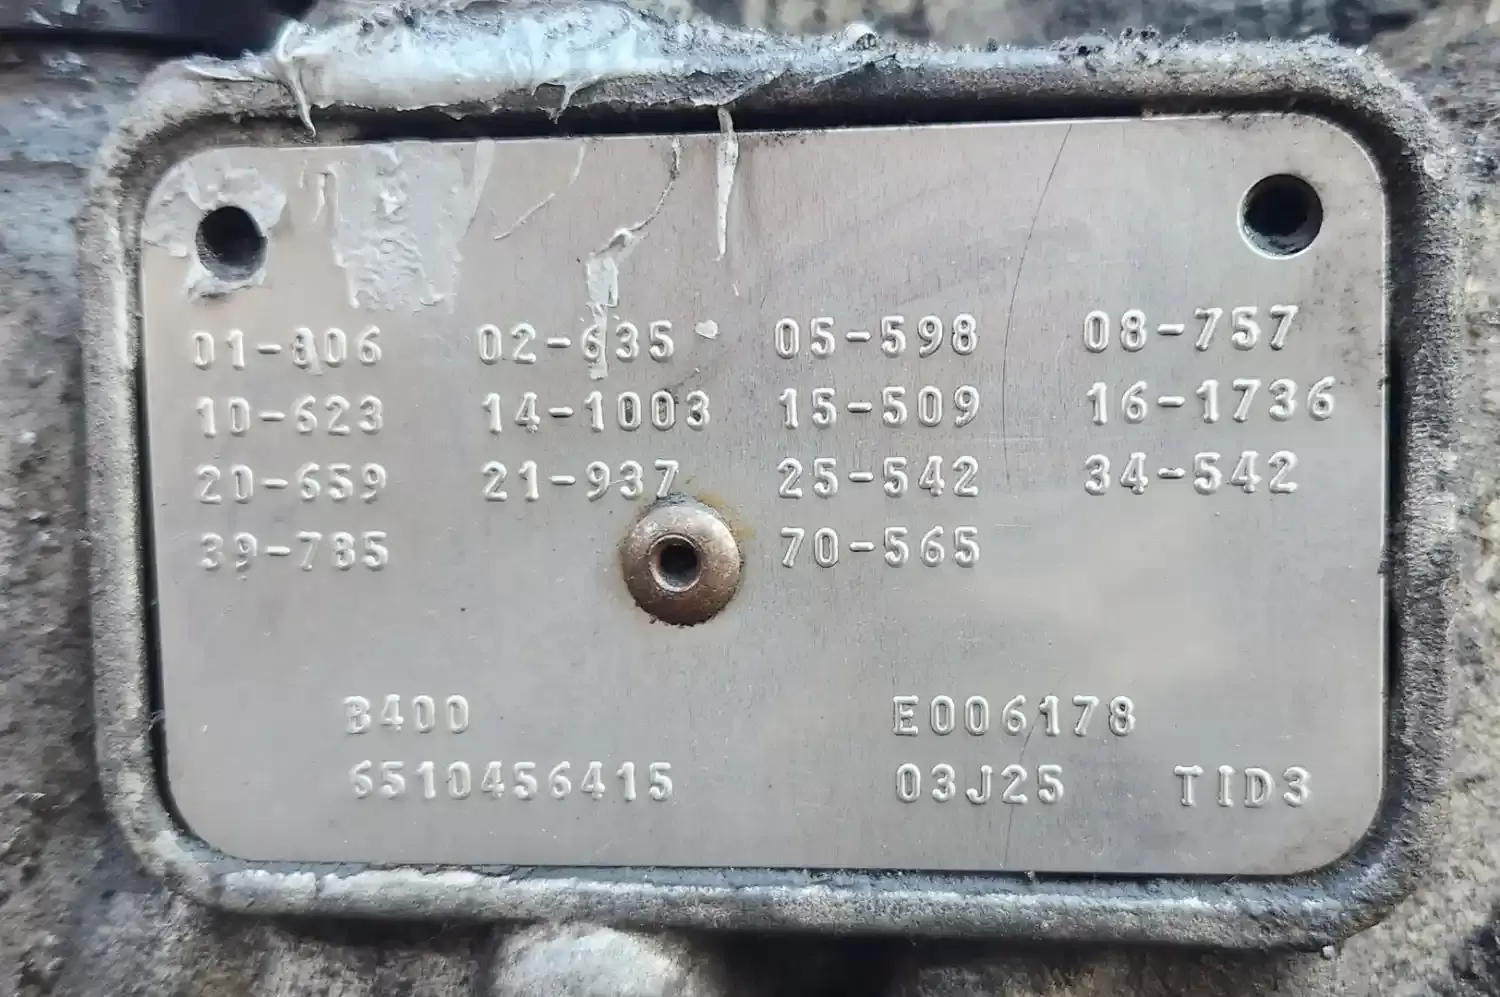 01-806 02-635 05-598 08-757
10-623 14-1003 15-509 16-1736
20-659 21-937 25-542 34-542
39-785 70-565
B400 E006178
6510456415 03J25 TID3